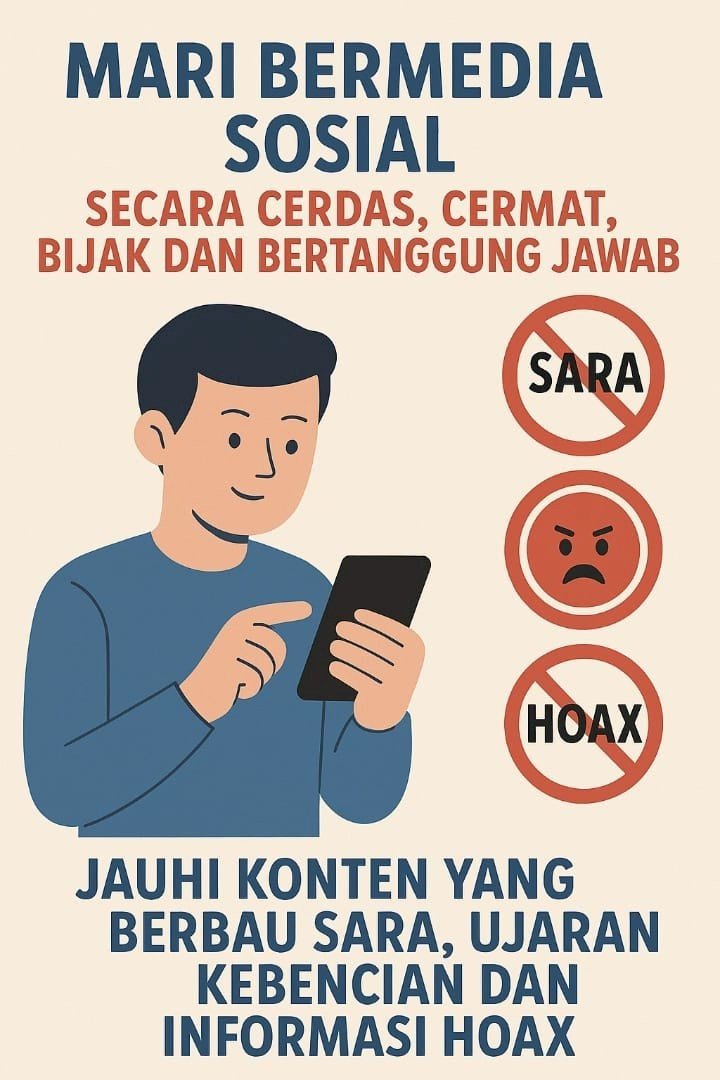 MARI BERMEDIA
SOSIAL
SECARA CERDAS, CERMAT,
BIJAK DAN BERTANGGUNG JAWAB
SARA
HOAX
JAUHI KONTEN YANG
BERBAU SARA, UJARAN
KEBENCIAN DAN
INFORMASI HOAX